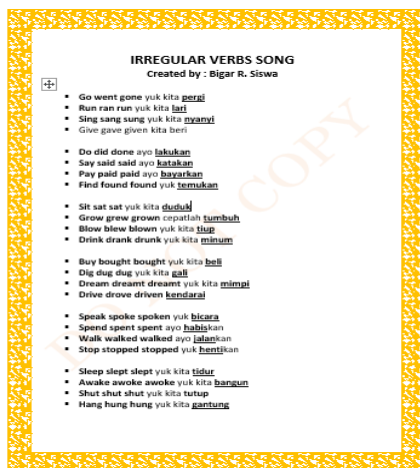 IRREGULAR VERBS SONG
Created by : Bigar R. Siswa
▪ Go went gone yuk kita pergi
▪ Run ran run yuk kita lari
▪ Sing sang sung yuk kita nyanyi
▪ Give gave given kita beri
▪ Do did done ayo lakukan
▪ Say said said ayo katakan
▪ Pay paid paid ayo bayarkan
▪ Find found found yuk temukan
▪ Sit sat sat yuk kita duduk
▪ Grow grew grown cepatlah tumbuh
▪ Blow blew blown yuk kita tiup
▪ Drink drank drunk yuk kita minum
▪ Buy bought bought yuk kita beli
▪ Dig dug dug yuk kita gali
▪ Dream dreamt dreamt yuk kita mimpi
▪ Drive drove driven kendarai
▪ Speak spoke spoken yuk bicara
▪ Spend spent spent ayo habiskan
▪ Walk walked walked ayo jalankan
▪ Stop stopped stopped yuk hentikan
▪ Sleep slept slept yuk kita tidur
▪ Awake awoke awoke yuk kita bangun
▪ Shut shut shut yuk kita tutup
▪ Hang hung hung yuk kita gantung